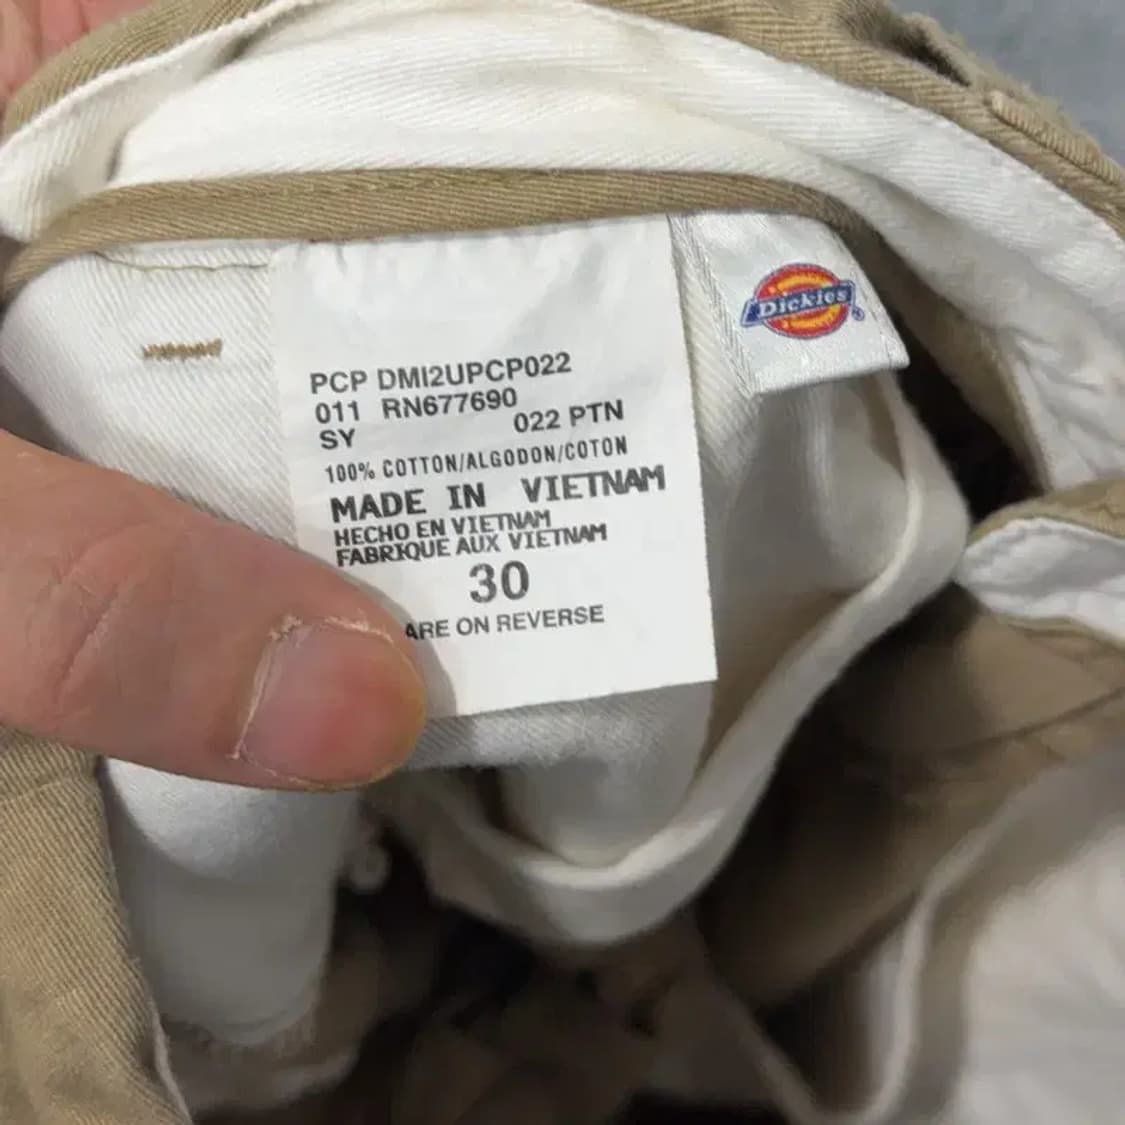 PCP DMI2UPCP022
011 RN677690
SY 022 PTN
100% COTTON/ALGODON/COTON
MADE IN VIETNAM
HECHO EN VIETNAM
FABRIQUE AUX VIETNAM
30
ARE ON REVERSE
Dickies®